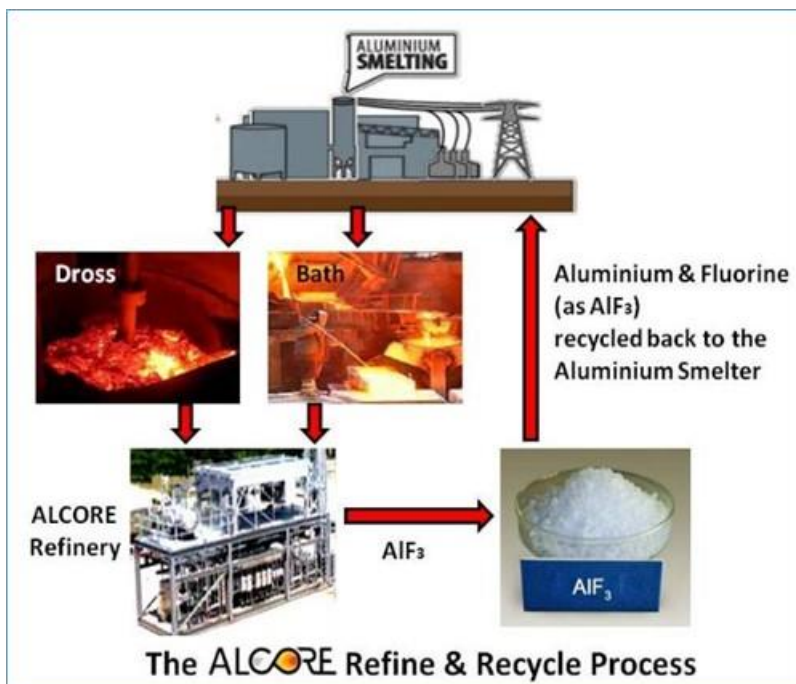 ALUMINIUM
SMELTING
Dross
Bath
Aluminium & Fluorine
(as AlF₃)
recycled back to the
Aluminium Smelter
ALCORE
Refinery
AlF₃
AlF₃
The ALCORE Refine & Recycle Process